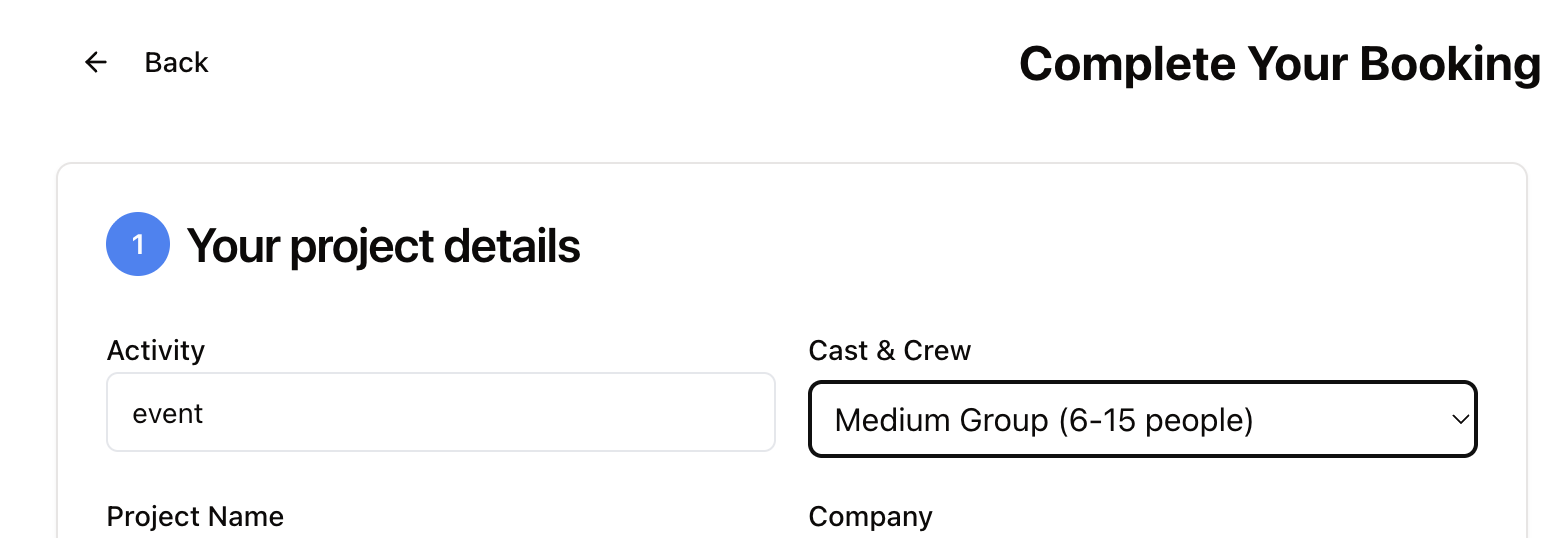 Back
Complete Your Booking
1 Your project details
Activity
Cast & Crew
event
Medium Group (6-15 people)
Project Name
Company